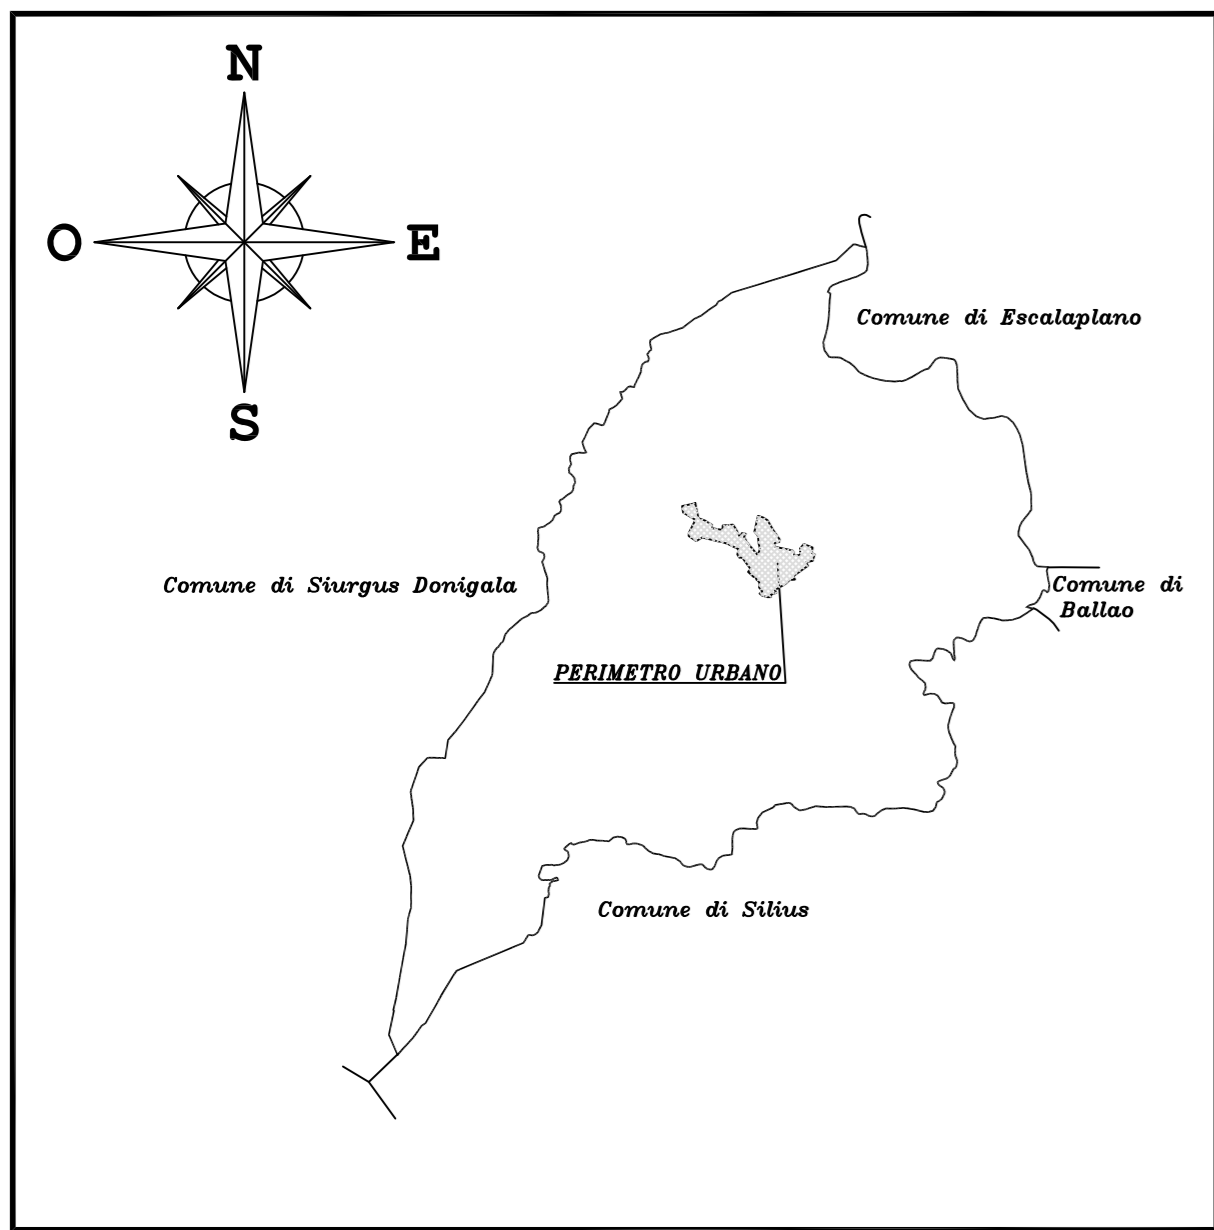 N
O
E
S
Comune di Escalaplano
Comune di Siurgus Donigala
Comune di
Ballao
PERIMETRO URBANO
Comune di Silius